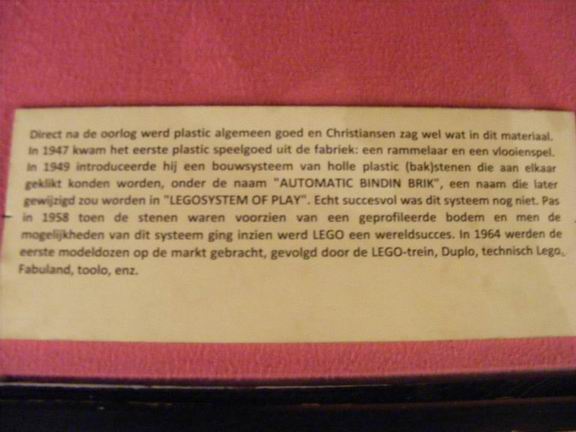 Direct na de oorlog werd plastic algemeen goed en Christiansen zag wel wat in dit materiaal.
In 1947 kwam het eerste plastic speelgoed uit de fabriek: een rammelaar en een vlooienspel.
In 1949 introduceerde hij een bouwsysteem van holle plastic (bak)stenen die aan elkaar
geklikt konden worden, onder de naam "AUTOMATIC BINDIN BRIK", een naam die later
gewijzigd zou worden in "LEGOSYSTEM OF PLAY". Echt succesvol was dit systeem nog niet. Pas
in 1958 toen de stenen waren voorzien van een geprofileerde bodem en men de
mogelijkheden van dit systeem ging inzien werd LEGO een wereldsucces. In 1964 werden de
eerste modeldozen op de markt gebracht, gevolgd door de LEGO-trein, Duplo, technisch Lego,
Fabuland, toolo, enz.